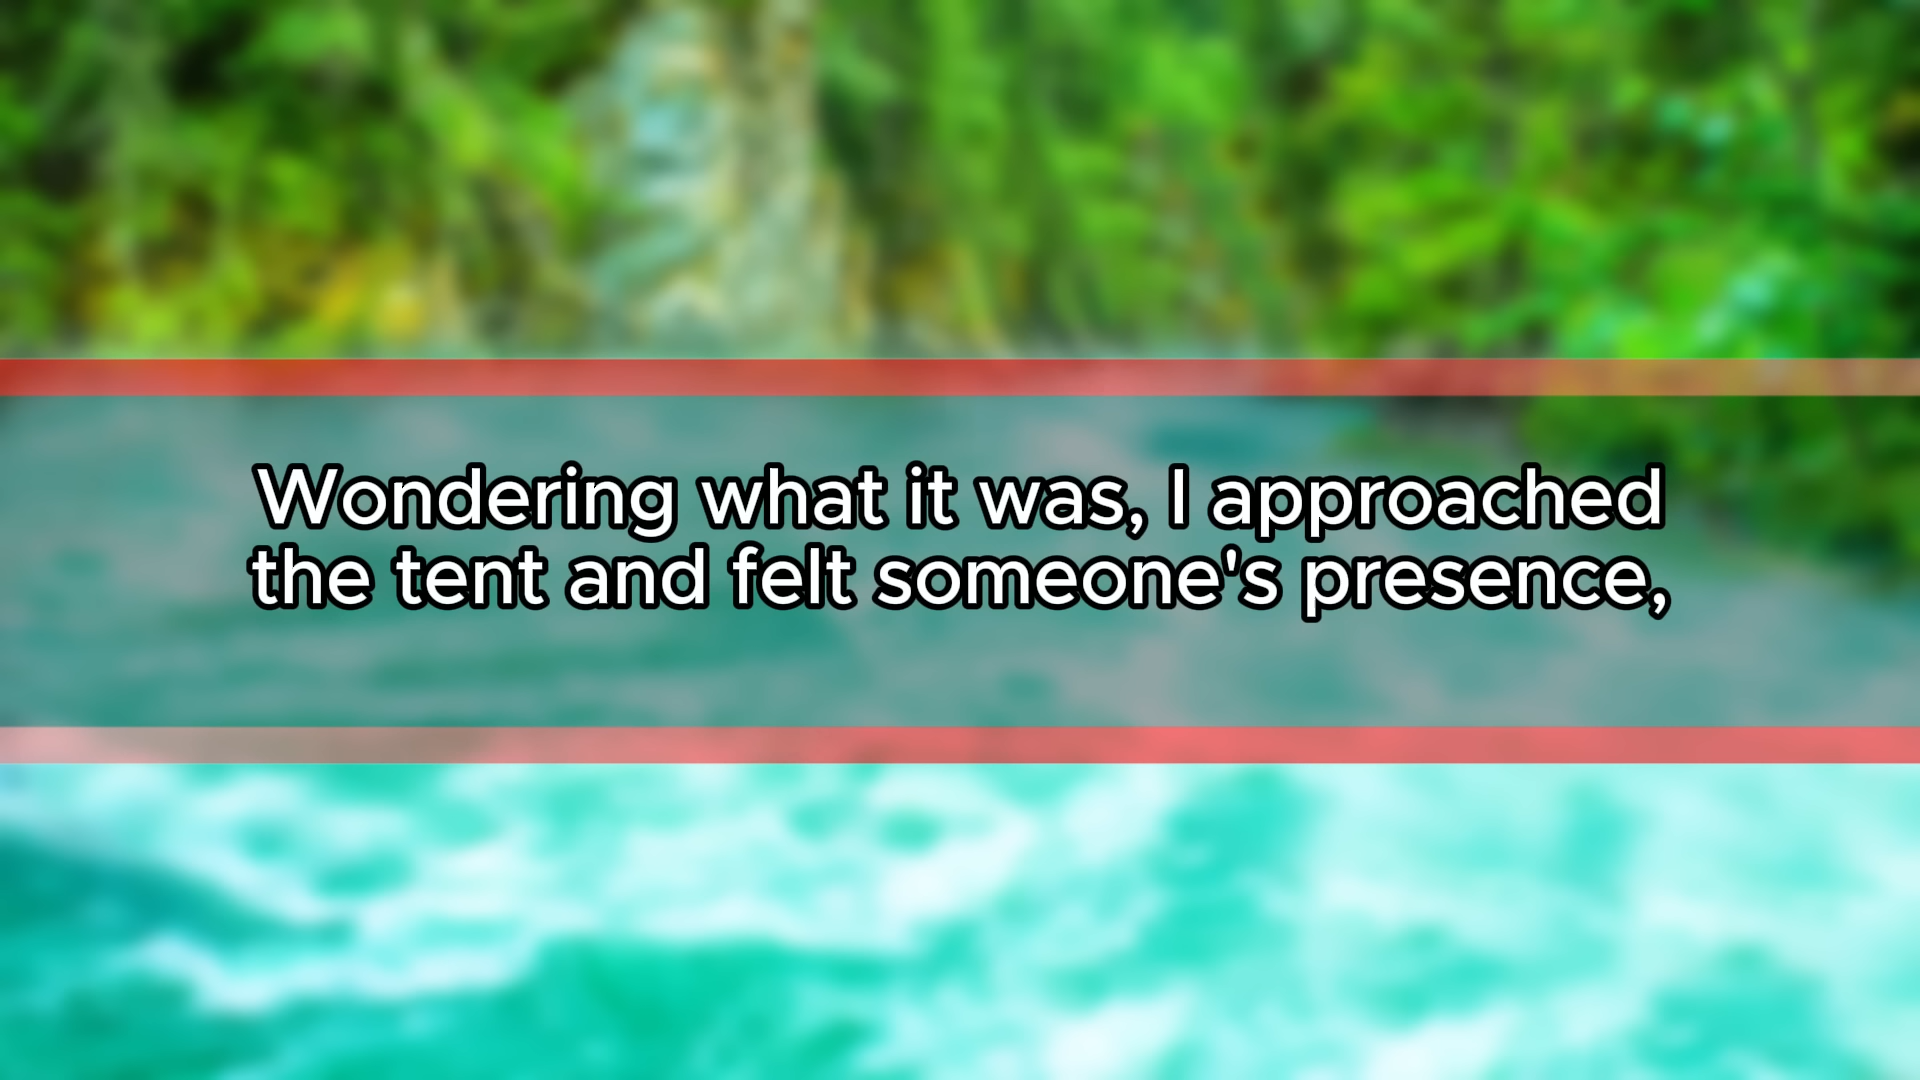 Wondering what it was, I approached
the tent and felt someone's presence,